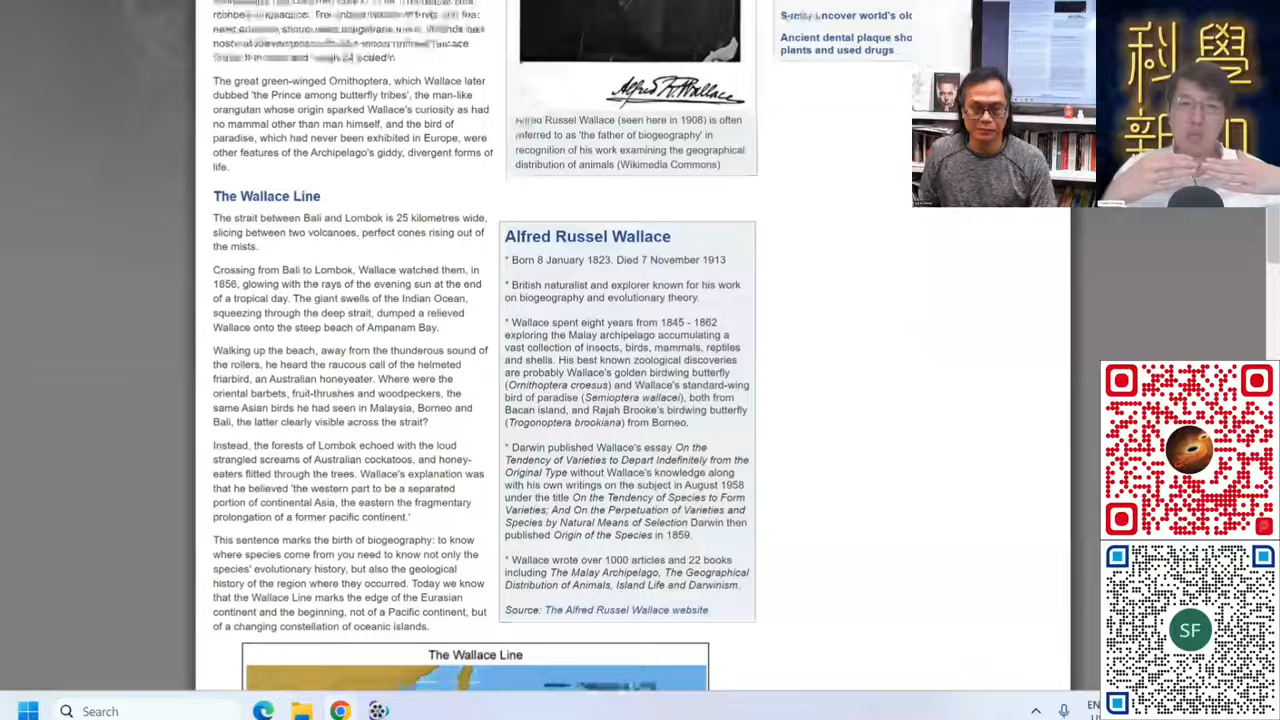 The great green-winged Ornithoptera, which Wallace later
dubbed 'the Prince among butterfly tribes', the man-like
orangutan whose origin sparked Wallace's curiosity as had
no mammal other than man himself, and the bird of
paradise, which had never been exhibited in Europe, were
other features of the Archipelago's giddy, divergent forms of
life.
The Wallace Line
The strait between Bali and Lombok is 25 kilometres wide,
slicing between two volcanoes, perfect cones rising out of
the mists.
Crossing from Bali to Lombok, Wallace watched them, in
1856, glowing with the rays of the evening sun at the end
of a tropical day. The giant swells of the Indian Ocean,
squeezing through the deep strait, dumped a relieved
Wallace onto the steep beach of Ampanam Bay.
Walking up the beach, away from the thunderous sound of
the rollers, he heard the raucous call of the helmeted
friarbird, an Australian honeyeater. Where were the
oriental barbets, fruit-thrushes and woodpeckers, the
same Asian birds he had seen in Malaysia, Borneo and
Bali, the latter clearly visible across the strait?
Instead, the forests of Lombok echoed with the loud
strangled screams of Australian cockatoos, and honey-
eaters flitted through the trees. Wallace's explanation was
that he believed 'the western part to be a separated
portion of continental Asia, the eastern the fragmentary
prolongation of a former pacific continent.'
This sentence marks the birth of biogeography: to know
where species come from you need to know not only the
species' evolutionary history, but also the geological
history of the region where they occurred. Today we know
that the Wallace Line marks the edge of the Eurasian
continent and the beginning, not of a Pacific continent, but
of a changing constellation of oceanic islands.
The Wallace Line
Alfred R. Wallace
Alfred Russel Wallace (seen here in 1908) is often
referred to as 'the father of biogeography' in
recognition of his work examining the geographical
distribution of animals (Wikimedia Commons)
Alfred Russel Wallace
* Born 8 January 1823. Died 7 November 1913
* British naturalist and explorer known for his work
on biogeography and evolutionary theory.
* Wallace spent eight years from 1845 - 1862
exploring the Malay archipelago accumulating a
vast collection of insects, birds, mammals, reptiles
and shells. His best known zoological discoveries
are probably Wallace's golden birdwing butterfly
(Ornithoptera croesus) and Wallace's standard-wing
bird of paradise (Semioptera wallacei), both from
Bacan island, and Rajah Brooke's birdwing butterfly
(Trogonoptera brookiana) from Borneo.
* Darwin published Wallace's essay On the
Tendency of Varieties to Depart Indefinitely from the
Original Type without Wallace's knowledge along
with his own writings on the subject in August 1958
under the title On the Tendency of Species to Form
Varieties; And On the Perpetuation of Varieties and
Species by Natural Means of Selection Darwin then
published Origin of the Species in 1859.
* Wallace wrote over 1000 articles and 22 books
including The Malay Archipelago, The Geographical
Distribution of Animals, Island Life and Darwinism.
Source: The Alfred Russel Wallace website
uncover world's old
Ancient dental plaque sho
plants and used drugs
科學
新
SF
Search